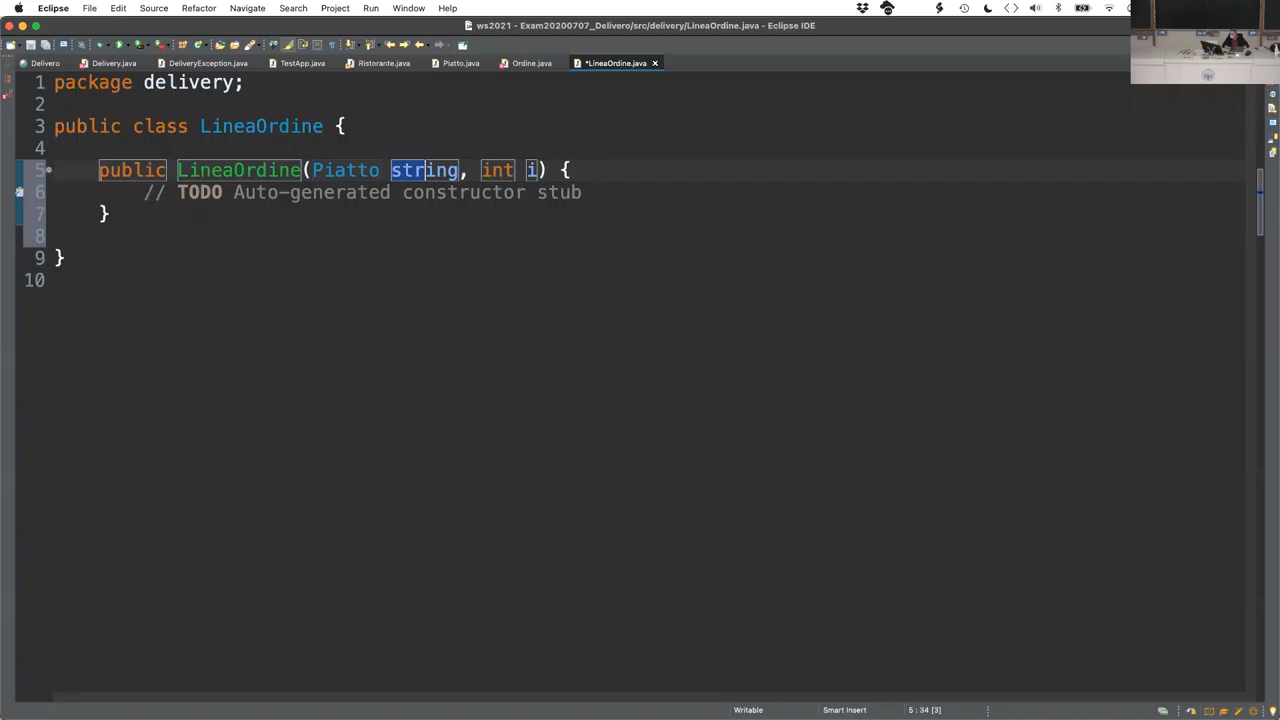 Eclipse File Edit Source Refactor Navigate Search Project Run Window Help
ws2021 - Exam20200707_Delivero/src/delivery/LineaOrdine.java - Eclipse IDE
Delivero Delivery.java DeliveryException.java TestApp.java Ristorante.java Piatto.java Ordine.java *LineaOrdine.java
1 package delivery;
2
3 public class LineaOrdine {
4
5 public LineaOrdine(Piatto string, int i) {
6 // TODO Auto-generated constructor stub
7 }
8
9 }
10
Writable Smart Insert 5 : 34 [3]